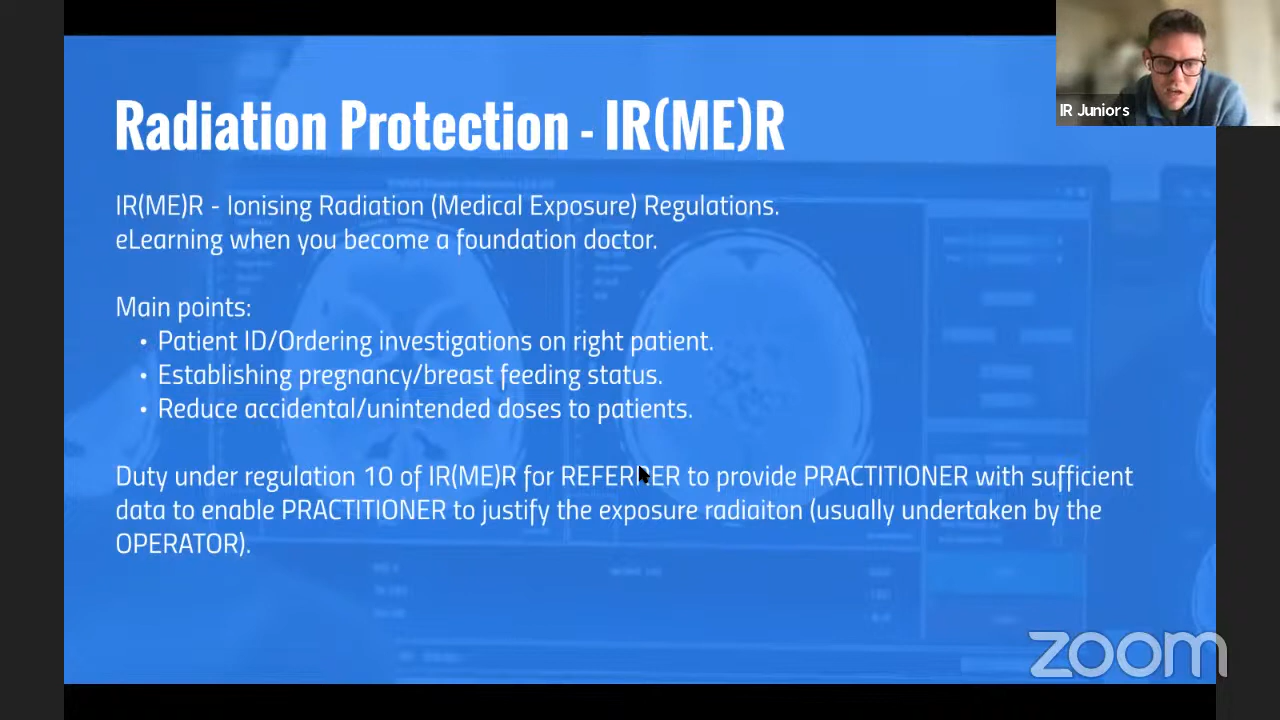 Radiation Protection - IR(ME)R
IR Juniors
IR(ME)R - Ionising Radiation (Medical Exposure) Regulations.
eLearning when you become a foundation doctor.
Main points:
• Patient ID/Ordering investigations on right patient.
• Establishing pregnancy/breast feeding status.
• Reduce accidental/unintended doses to patients.
Duty under regulation 10 of IR(ME)R for REFERRER to provide PRACTITIONER with sufficient
data to enable PRACTITIONER to justify the exposure radiaiton (usually undertaken by the
OPERATOR).
zoom